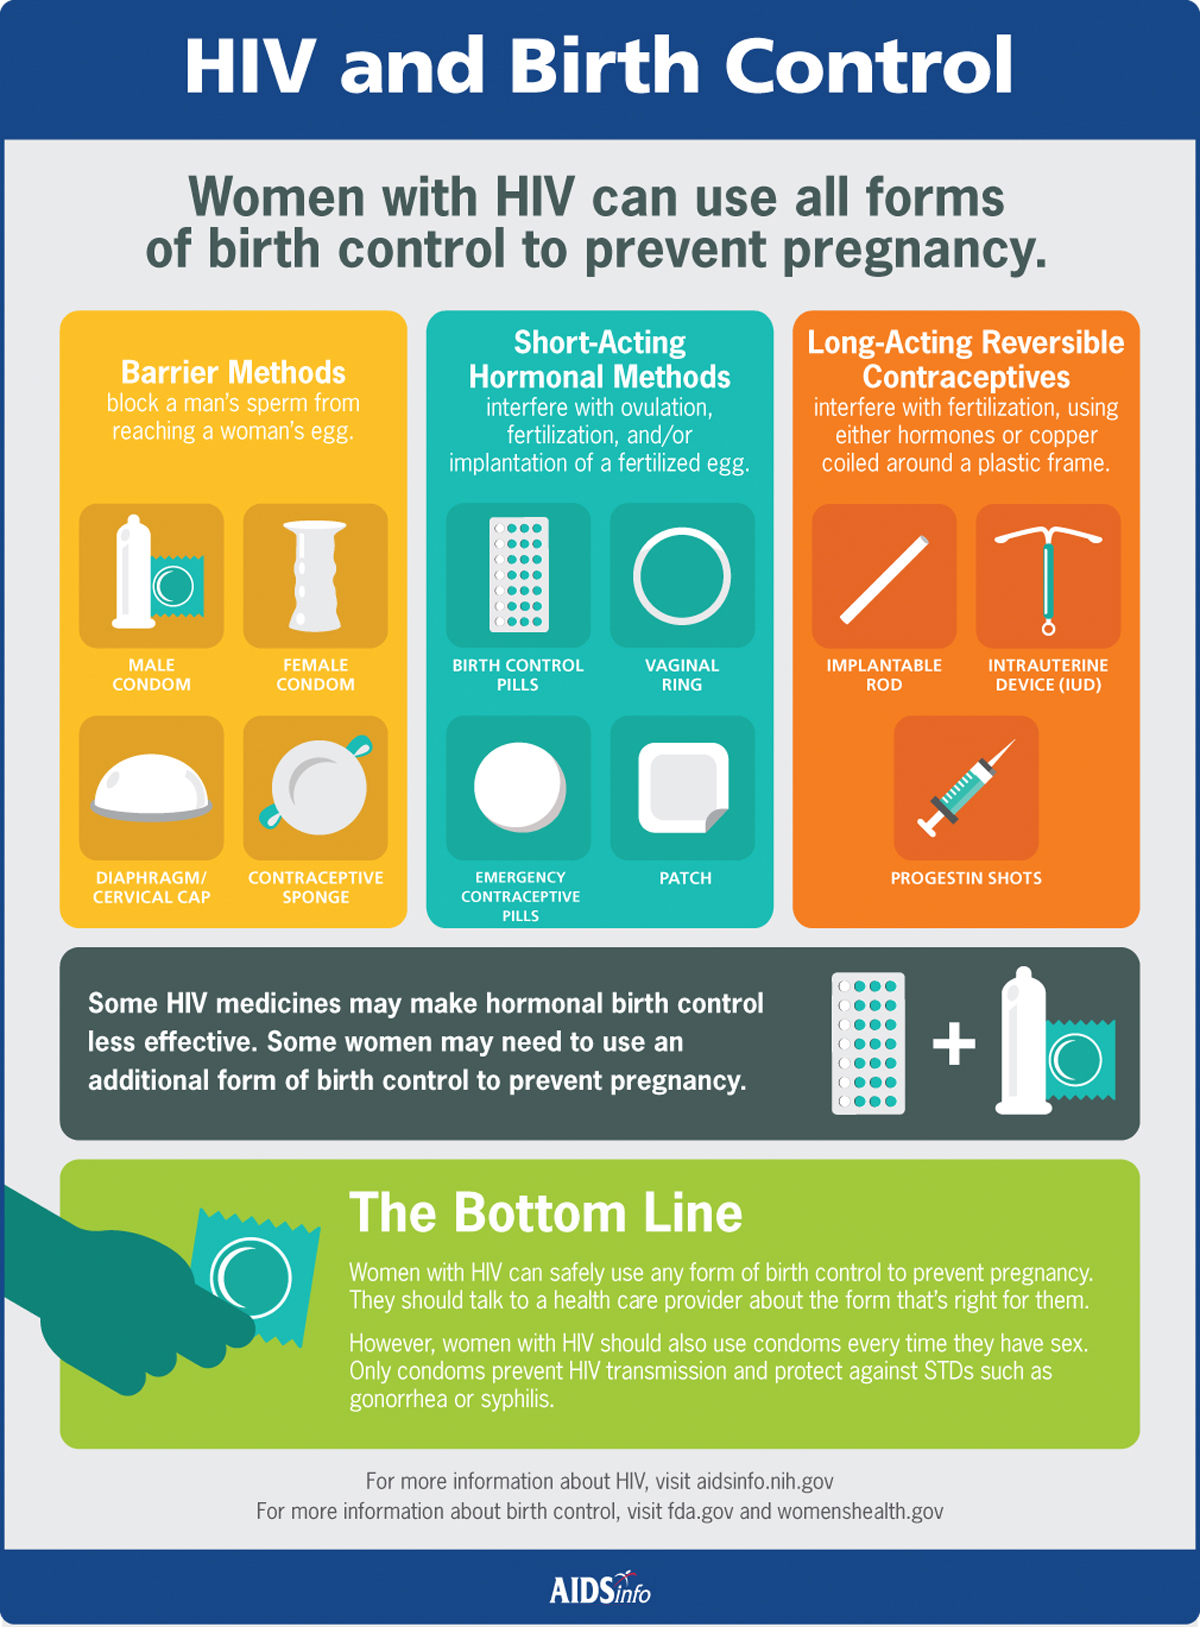 HIV and Birth Control
Women with HIV can use all forms
of birth control to prevent pregnancy.
Barrier Methods
block a man's sperm from
reaching a woman's egg.
MALE
CONDOM
FEMALE
CONDOM
DIAPHRAGM/
CERVICAL CAP
CONTRACEPTIVE
SPONGE
Short-Acting
Hormonal Methods
interfere with ovulation,
fertilization, and/or
implantation of a fertilized egg.
BIRTH CONTROL
PILLS
VAGINAL
RING
EMERGENCY
CONTRACEPTIVE
PILLS
PATCH
Long-Acting Reversible
Contraceptives
interfere with fertilization, using
either hormones or copper
coiled around a plastic frame.
IMPLANTABLE
ROD
INTRAUTERINE
DEVICE (IUD)
PROGESTIN SHOTS
Some HIV medicines may make hormonal birth control
less effective. Some women may need to use an
additional form of birth control to prevent pregnancy.
+
The Bottom Line
Women with HIV can safely use any form of birth control to prevent pregnancy.
They should talk to a health care provider about the form that's right for them.
However, women with HIV should also use condoms every time they have sex.
Only condoms prevent HIV transmission and protect against STDs such as
gonorrhea or syphilis.
For more information about HIV, visit aidsinfo.nih.gov
For more information about birth control, visit fda.gov and womenshealth.gov
AIDSinfo